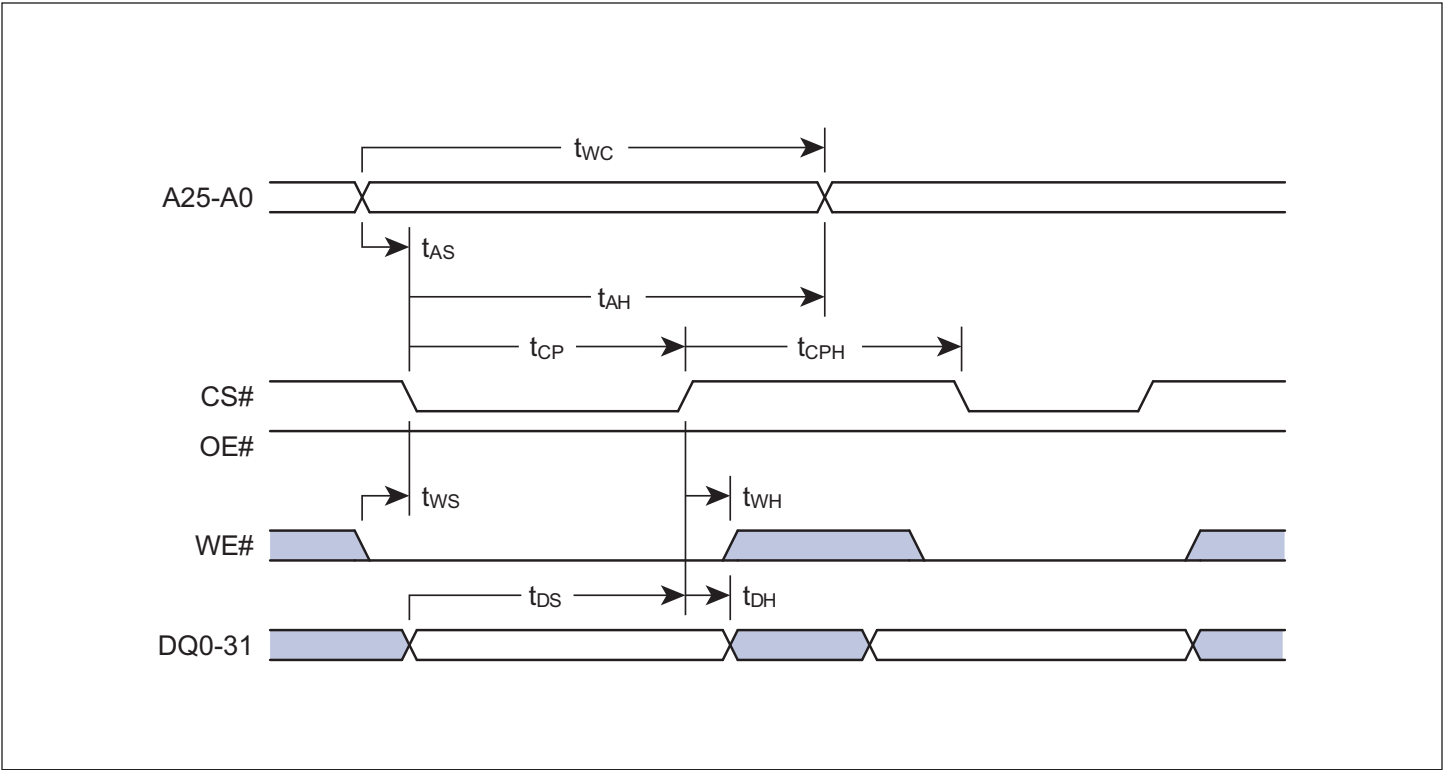 tWC
A25-A0
tAS
tAH
tCP
tCPH
CS#
OE#
tWS
tWH
WE#
tDS
tDH
DQ0-31